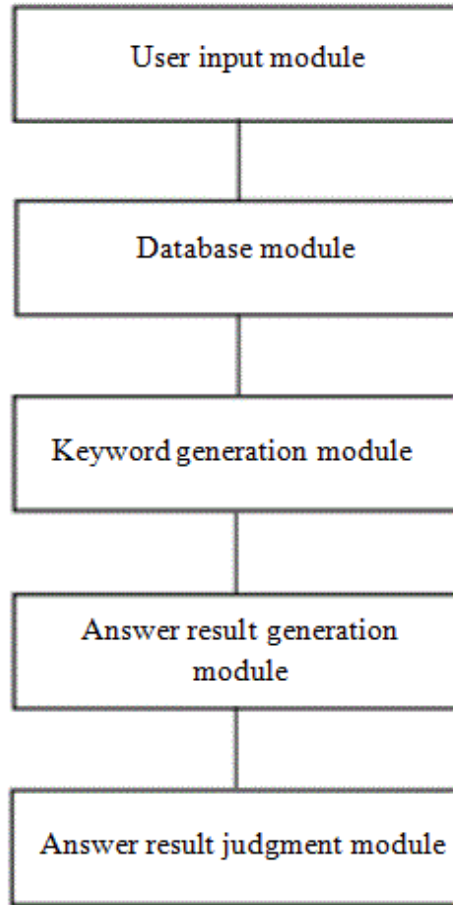 User input module
Database module
Keyword generation module
Answer result generation
module
Answer result judgment module